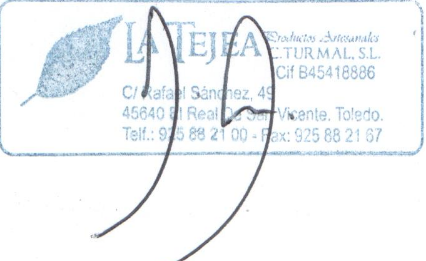 LA TEJEA Productos Artesanales
E.TURMAL, S.L.
Cif B45418886
C/ Rafael Sánchez, 49
45640 El Real De San Vicente. Toledo.
Telf.: 925 88 21 00 - Fax: 925 88 21 67